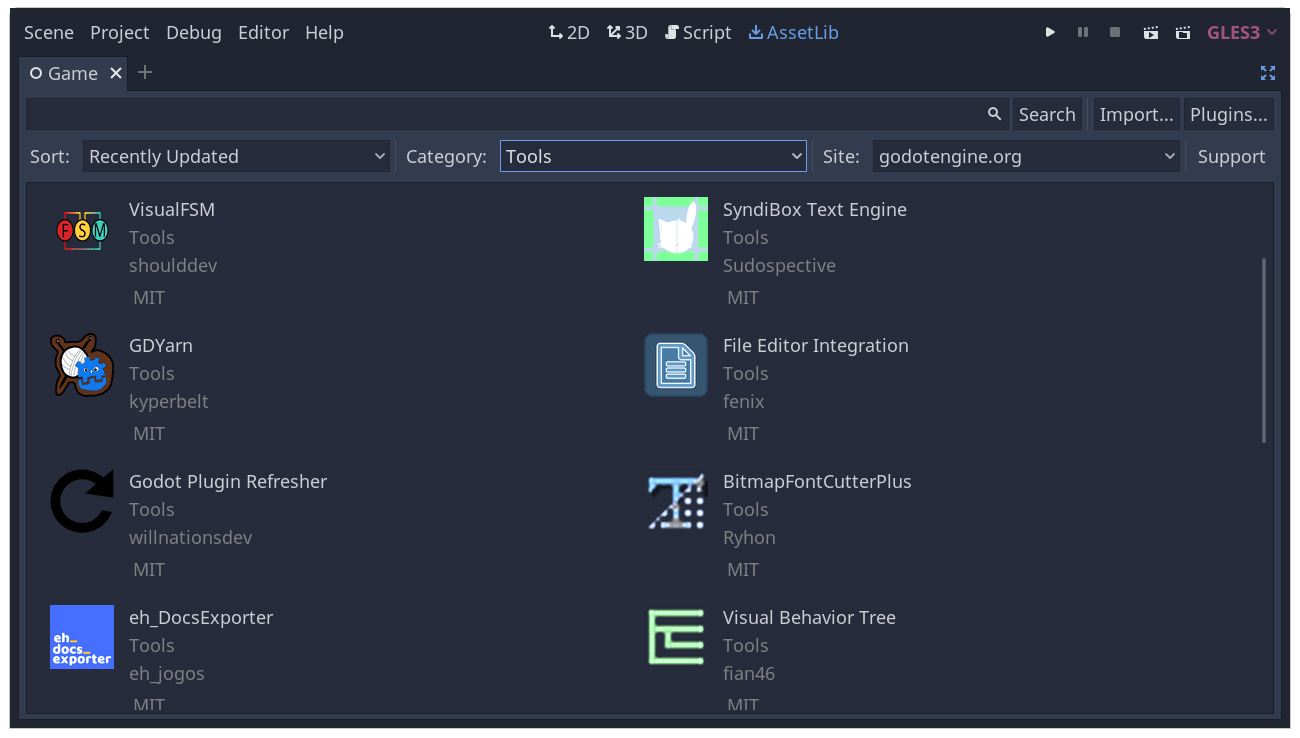 Scene Project Debug Editor Help 2D 3D Script AssetLib GLES3
Game
Search Import... Plugins...
Sort: Recently Updated Category: Tools Site: godotengine.org Support
FSM
VisualFSM
Tools
shoulddev
MIT
SyndiBox Text Engine
Tools
Sudospective
MIT
GDYarn
Tools
kyperbelt
MIT
File Editor Integration
Tools
fenix
MIT
Godot Plugin Refresher
Tools
willnationsdev
MIT
BitmapFontCutterPlus
Tools
Ryhon
MIT
eh_
docs_
exporter
eh_DocsExporter
Tools
eh_jogos
MIT
Visual Behavior Tree
Tools
fian46
MIT